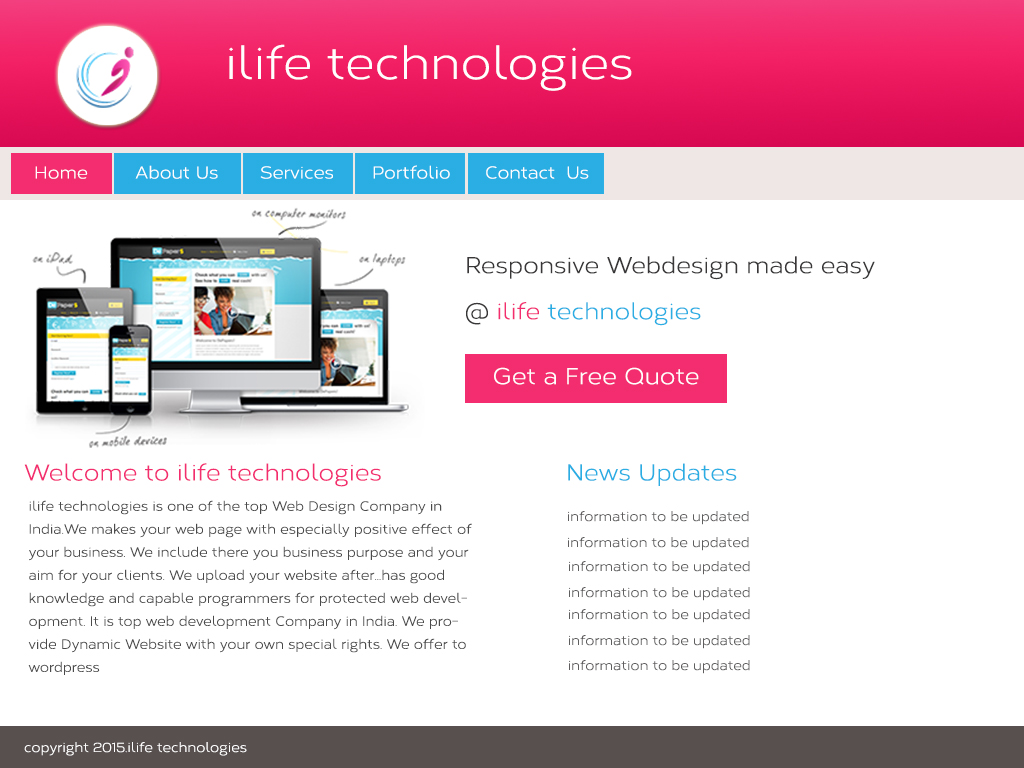 ilife technologies
Home About Us Services Portfolio Contact Us
on computer monitors
on iPad
on laptops
on mobile devices
Responsive Webdesign made easy
@ ilife technologies
Get a Free Quote
Welcome to ilife technologies
ilife technologies is one of the top Web Design Company in
India.We makes your web page with especially positive effect of
your business. We include there you business purpose and your
aim for your clients. We upload your website after...has good
knowledge and capable programmers for protected web devel-
opment. It is top web development Company in India. We pro-
vide Dynamic Website with your own special rights. We offer to
wordpress
News Updates
information to be updated
information to be updated
information to be updated
information to be updated
information to be updated
information to be updated
information to be updated
copyright 2015.ilife technologies